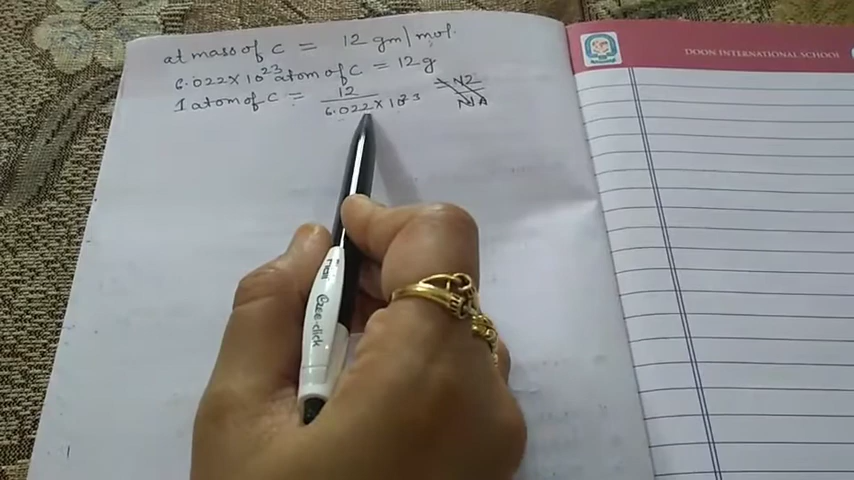 at mass of C = 12 gm/mol.
6.022×10²³ atom of C = 12g
1 atom of C = 12 / 6.022×10²³
DOON INTERNATIONAL SCHOOL